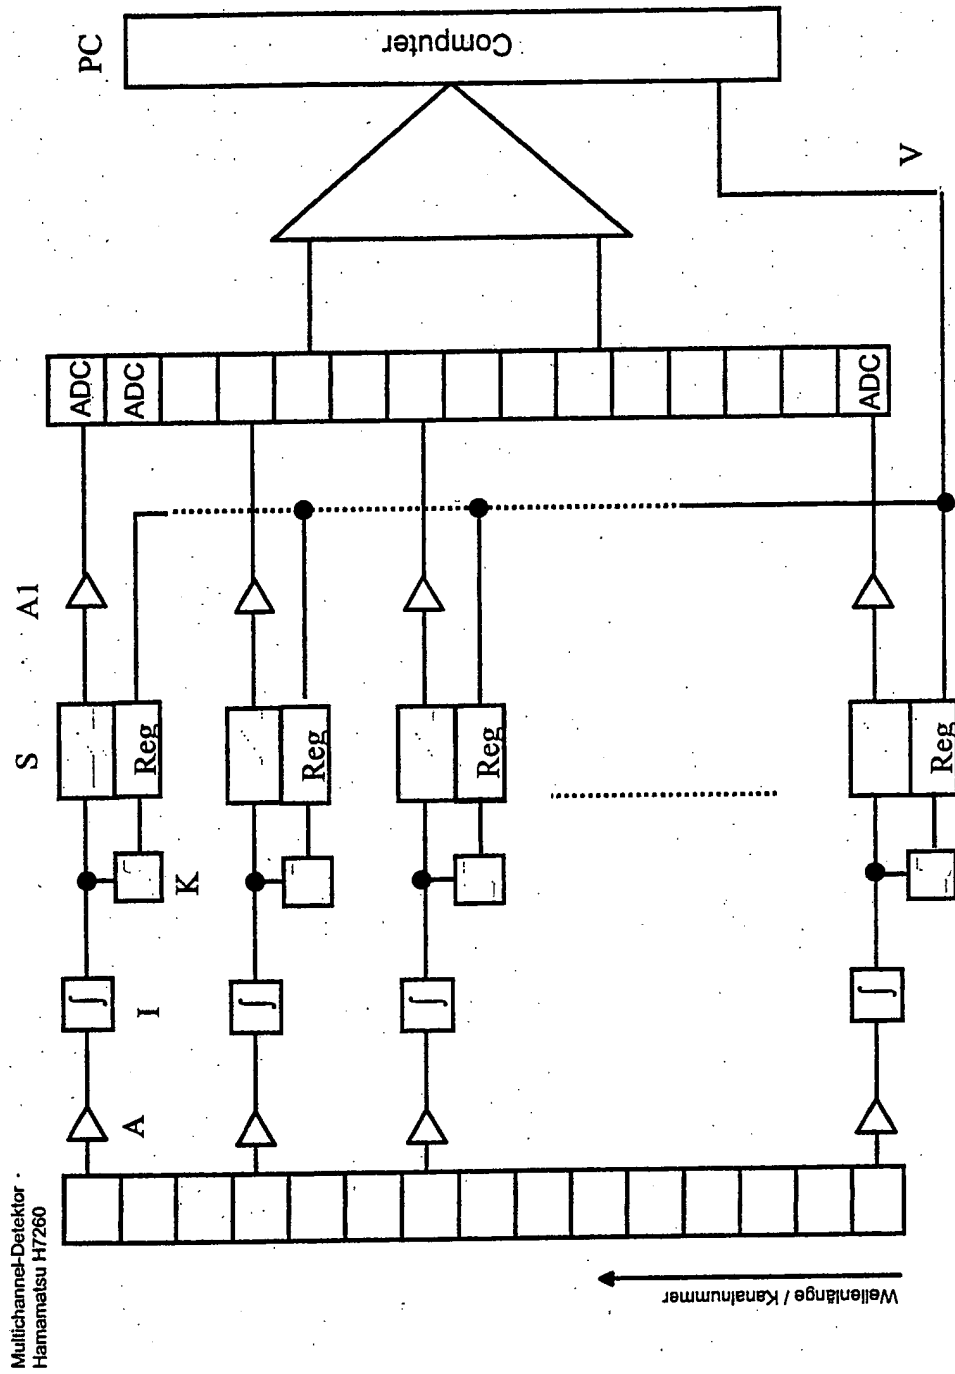 Multichannel-Detektor
Hamamatsu H7260
Wellenlänge / Kanalnummer
A
I
K
S
A1
Reg
Reg
Reg
Reg
ADC
ADC
ADC
V
PC
Computer
∫
∫
∫
∫